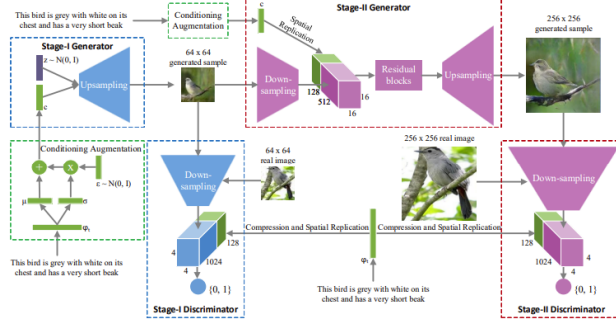 This bird is grey with white on its
chest and has a very short beak
Conditioning
Augmentation
c
Stage-II Generator
Stage-I Generator
z ~ N(0, I)
Upsampling
c
64 x 64
generated sample
Spatial
Replication
Down-
sampling
128
512
16
16
Residual
blocks
Upsampling
256 x 256
generated sample
Conditioning Augmentation
+
x
ε ~ N(0, I)
μ
σ
φt
This bird is grey with white on its
chest and has a very short beak
64 x 64
real image
Down-
sampling
128
4
1024
4
{0, 1}
Stage-I Discriminator
Compression and Spatial Replication
φt
This bird is grey with white on its
chest and has a very short beak
256 x 256 real image
Down-sampling
Compression and Spatial Replication
128
4
1024
4
{0, 1}
Stage-II Discriminator